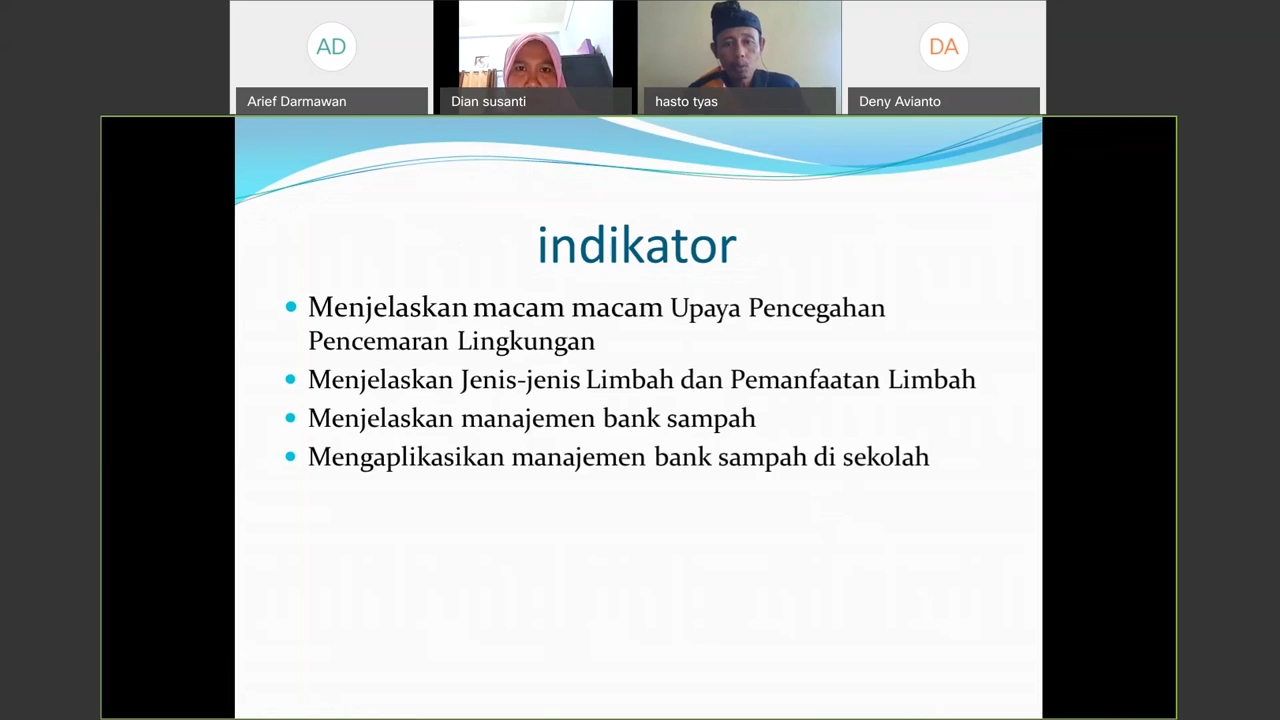 AD
DA
Arief Darmawan
Dian susanti
hasto tyas
Deny Avianto
indikator
Menjelaskan macam macam Upaya Pencegahan
Pencemaran Lingkungan
Menjelaskan Jenis-jenis Limbah dan Pemanfaatan Limbah
Menjelaskan manajemen bank sampah
Mengaplikasikan manajemen bank sampah di sekolah